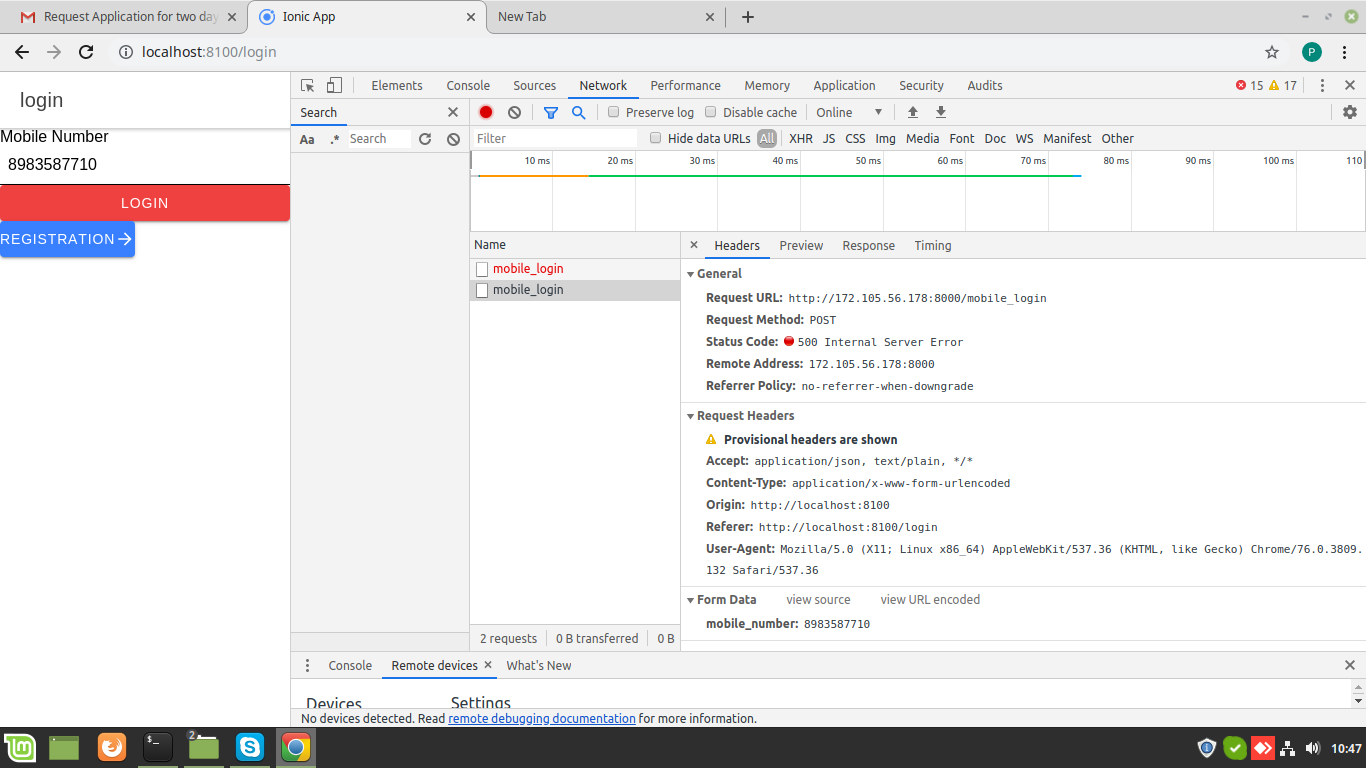 Request Application for two day
Ionic App
New Tab
localhost:8100/login
P
login
Mobile Number
8983587710
LOGIN
REGISTRATION
Elements Console Sources Network Performance Memory Application Security Audits 15 17
Search
Aa .* Search
Preserve log Disable cache Online
Filter Hide data URLs All XHR JS CSS Img Media Font Doc WS Manifest Other
10 ms 20 ms 30 ms 40 ms 50 ms 60 ms 70 ms 80 ms 90 ms 100 ms 110
Name
mobile_login
mobile_login
2 requests 0 B transferred 0 B
Headers Preview Response Timing
General
Request URL: http://172.105.56.178:8000/mobile_login
Request Method: POST
Status Code: 500 Internal Server Error
Remote Address: 172.105.56.178:8000
Referrer Policy: no-referrer-when-downgrade
Request Headers
Provisional headers are shown
Accept: application/json, text/plain, */*
Content-Type: application/x-www-form-urlencoded
Origin: http://localhost:8100
Referer: http://localhost:8100/login
User-Agent: Mozilla/5.0 (X11; Linux x86_64) AppleWebKit/537.36 (KHTML, like Gecko) Chrome/76.0.3809.
132 Safari/537.36
Form Data view source view URL encoded
mobile_number: 8983587710
Console Remote devices What's New
Devices Settings
No devices detected. Read remote debugging documentation for more information.
2
10:47